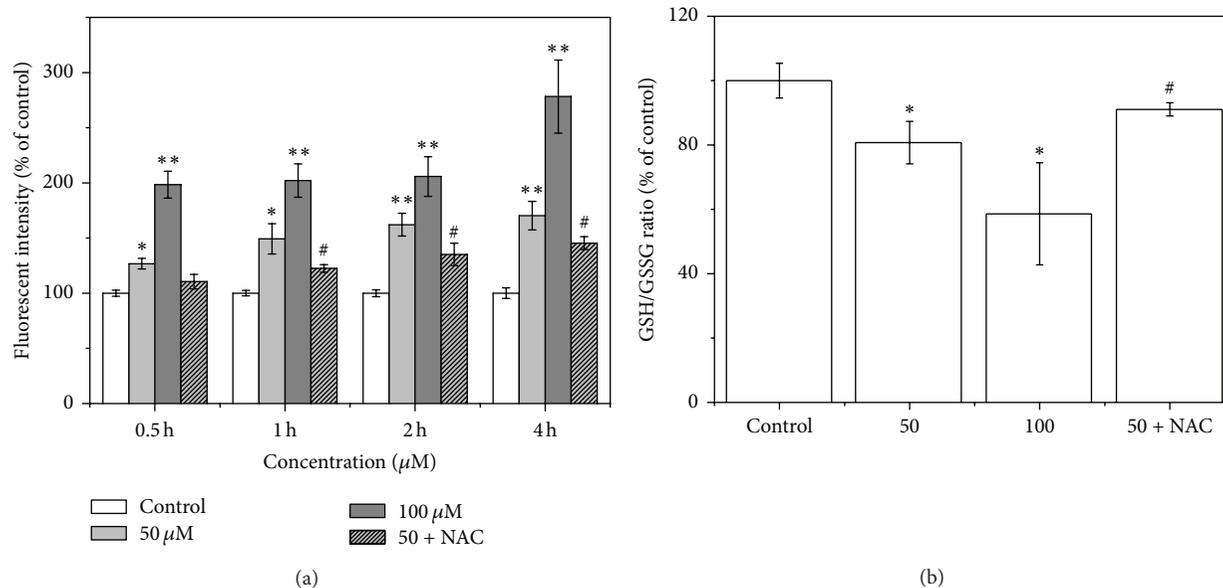 Fluorescent intensity (% of control)
300
200
100
0
*
**
*
**
#
**
**
#
**
**
#
0.5 h
1 h
2 h
4 h
Concentration (μM)
Control
50 μM
100 μM
50 + NAC
(a)
GSH/GSSG ratio (% of control)
120
80
40
0
*
*
#
Control
50
100
50 + NAC
(b)